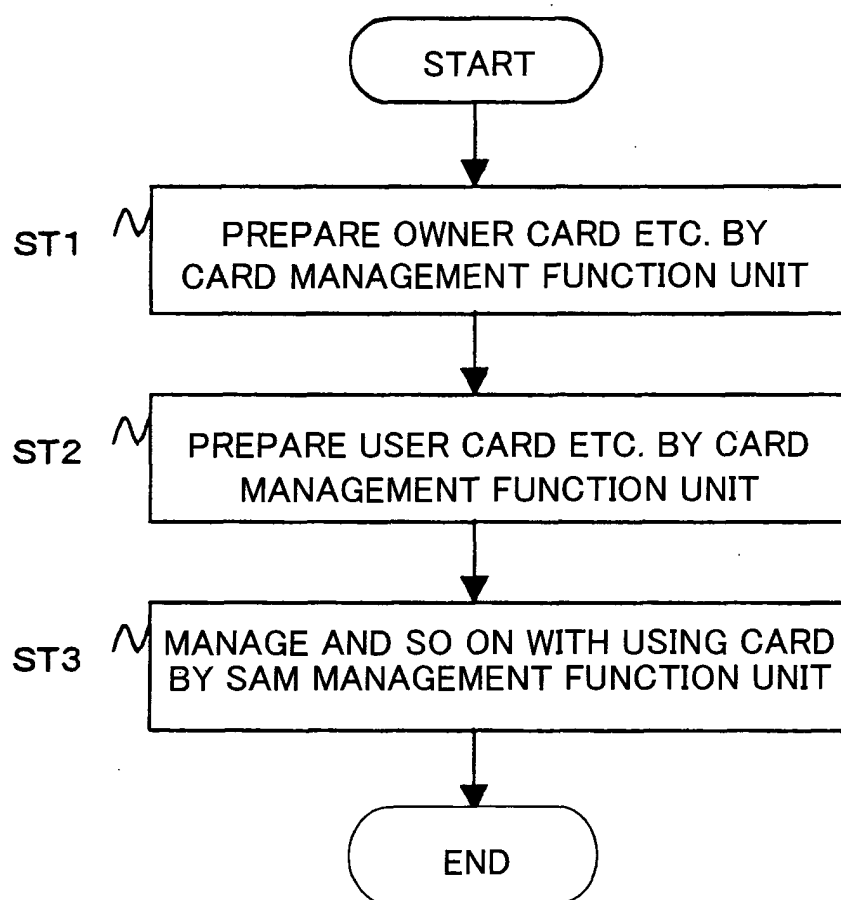 START
ST1
PREPARE OWNER CARD ETC. BY
CARD MANAGEMENT FUNCTION UNIT
ST2
PREPARE USER CARD ETC. BY CARD
MANAGEMENT FUNCTION UNIT
ST3
MANAGE AND SO ON WITH USING CARD
BY SAM MANAGEMENT FUNCTION UNIT
END